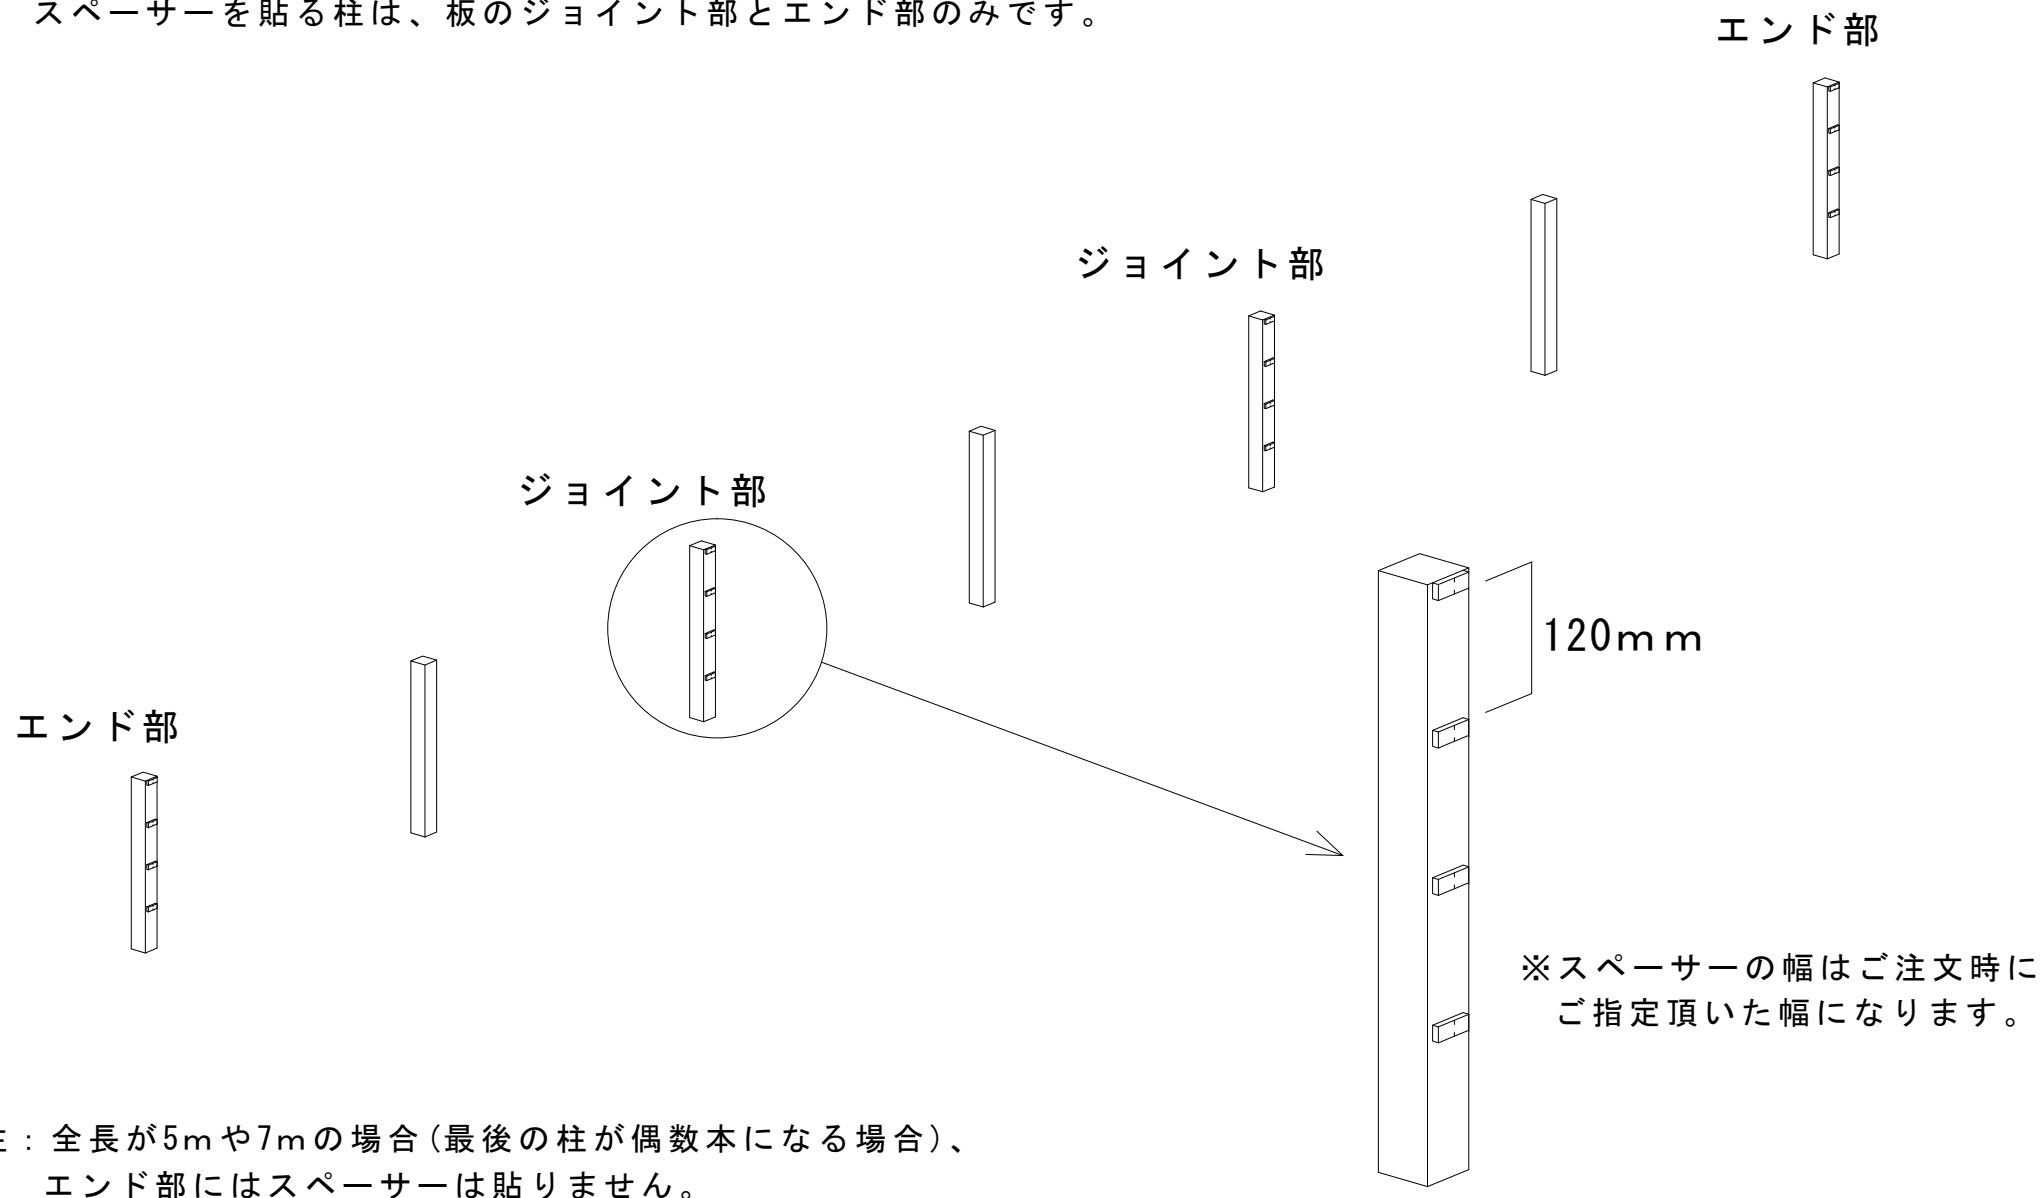 スペーサーを貼る柱は、板のジョイント部とエンド部のみです。
エンド部
ジョイント部
ジョイント部
120mm
エンド部
※スペーサーの幅はご注文時に
ご指定頂いた幅になります。
注：全長が5mや7mの場合(最後の柱が偶数本になる場合)、
エンド部にはスペーサーは貼りません。